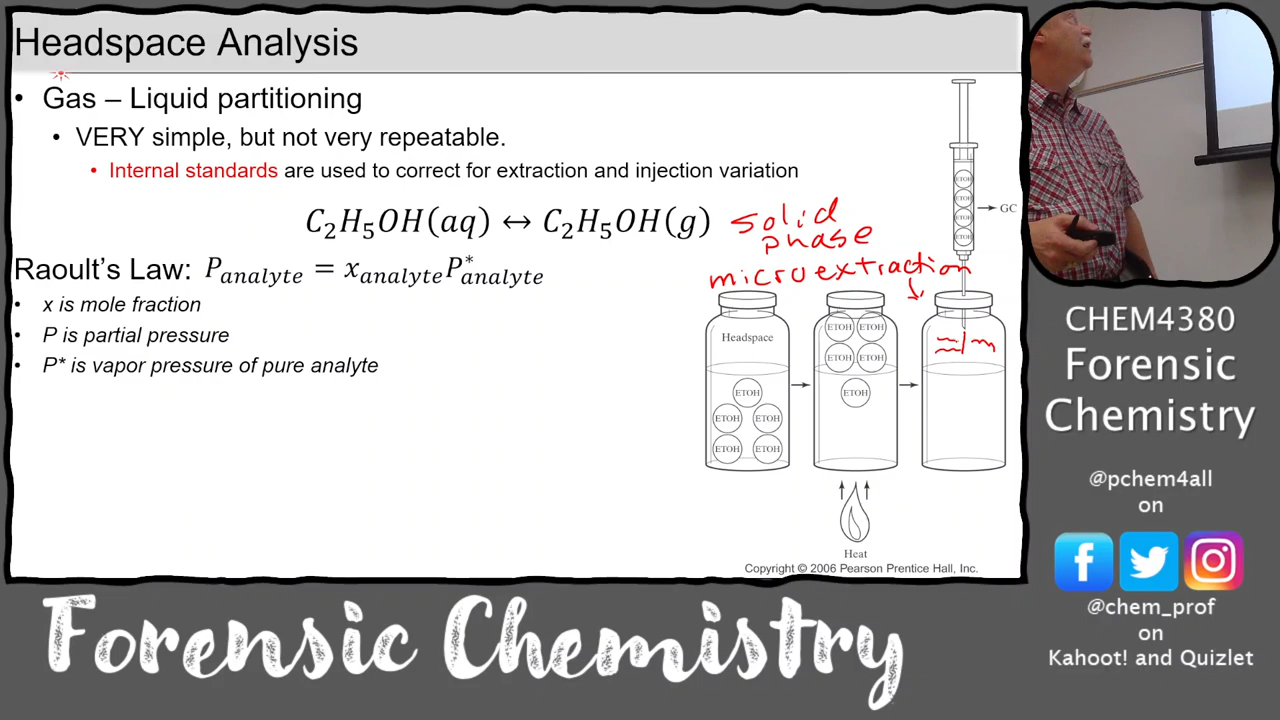 Headspace Analysis
• Gas – Liquid partitioning
• VERY simple, but not very repeatable.
• Internal standards are used to correct for extraction and injection variation
C₂H₅OH(aq) ↔ C₂H₅OH(g)
solid
phase
microextraction
Raoult's Law: P_analyte = x_analyte P*_analyte
• x is mole fraction
• P is partial pressure
• P* is vapor pressure of pure analyte
ETOH
ETOH
ETOH
ETOH
GC
Headspace
ETOH
ETOH ETOH
ETOH ETOH
ETOH ETOH
ETOH ETOH
ETOH
Heat
Copyright © 2006 Pearson Prentice Hall, Inc.
CHEM4380
Forensic
Chemistry
@pchem4all
on
f
@chem_prof
on
Kahoot! and Quizlet
Forensic Chemistry